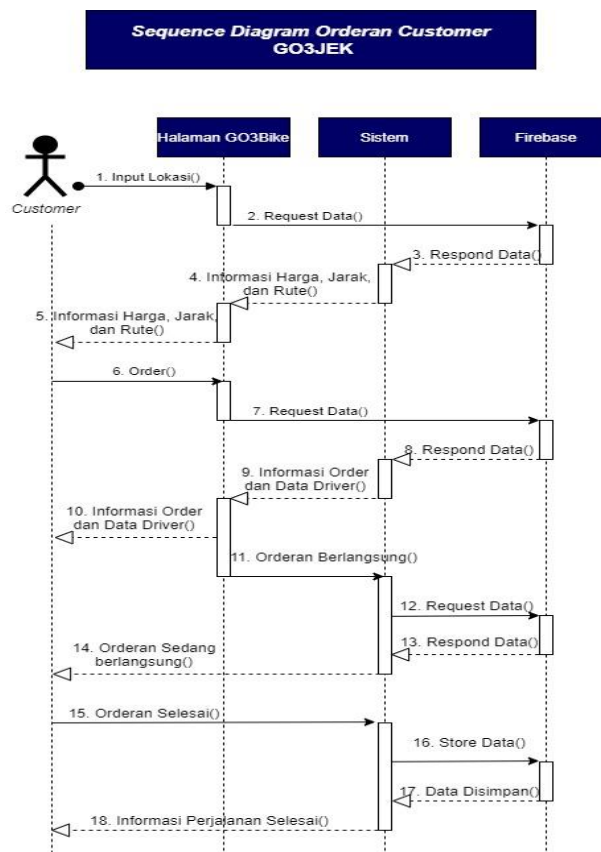 Sequence Diagram Orderan Customer
GO3JEK
Halaman GO3Bike
Sistem
Firebase
Customer
1. Input Lokasi()
2. Request Data()
3. Respond Data()
4. Informasi Harga, Jarak,
dan Rute()
5. Informasi Harga, Jarak,
dan Rute()
6. Order()
7. Request Data()
8. Respond Data()
9. Informasi Order
dan Data Driver()
10. Informasi Order
dan Data Driver()
11. Orderan Berlangsung()
12. Request Data()
13. Respond Data()
14. Orderan Sedang
berlangsung()
15. Orderan Selesai()
16. Store Data()
17. Data Disimpan()
18. Informasi Perjalanan Selesai()